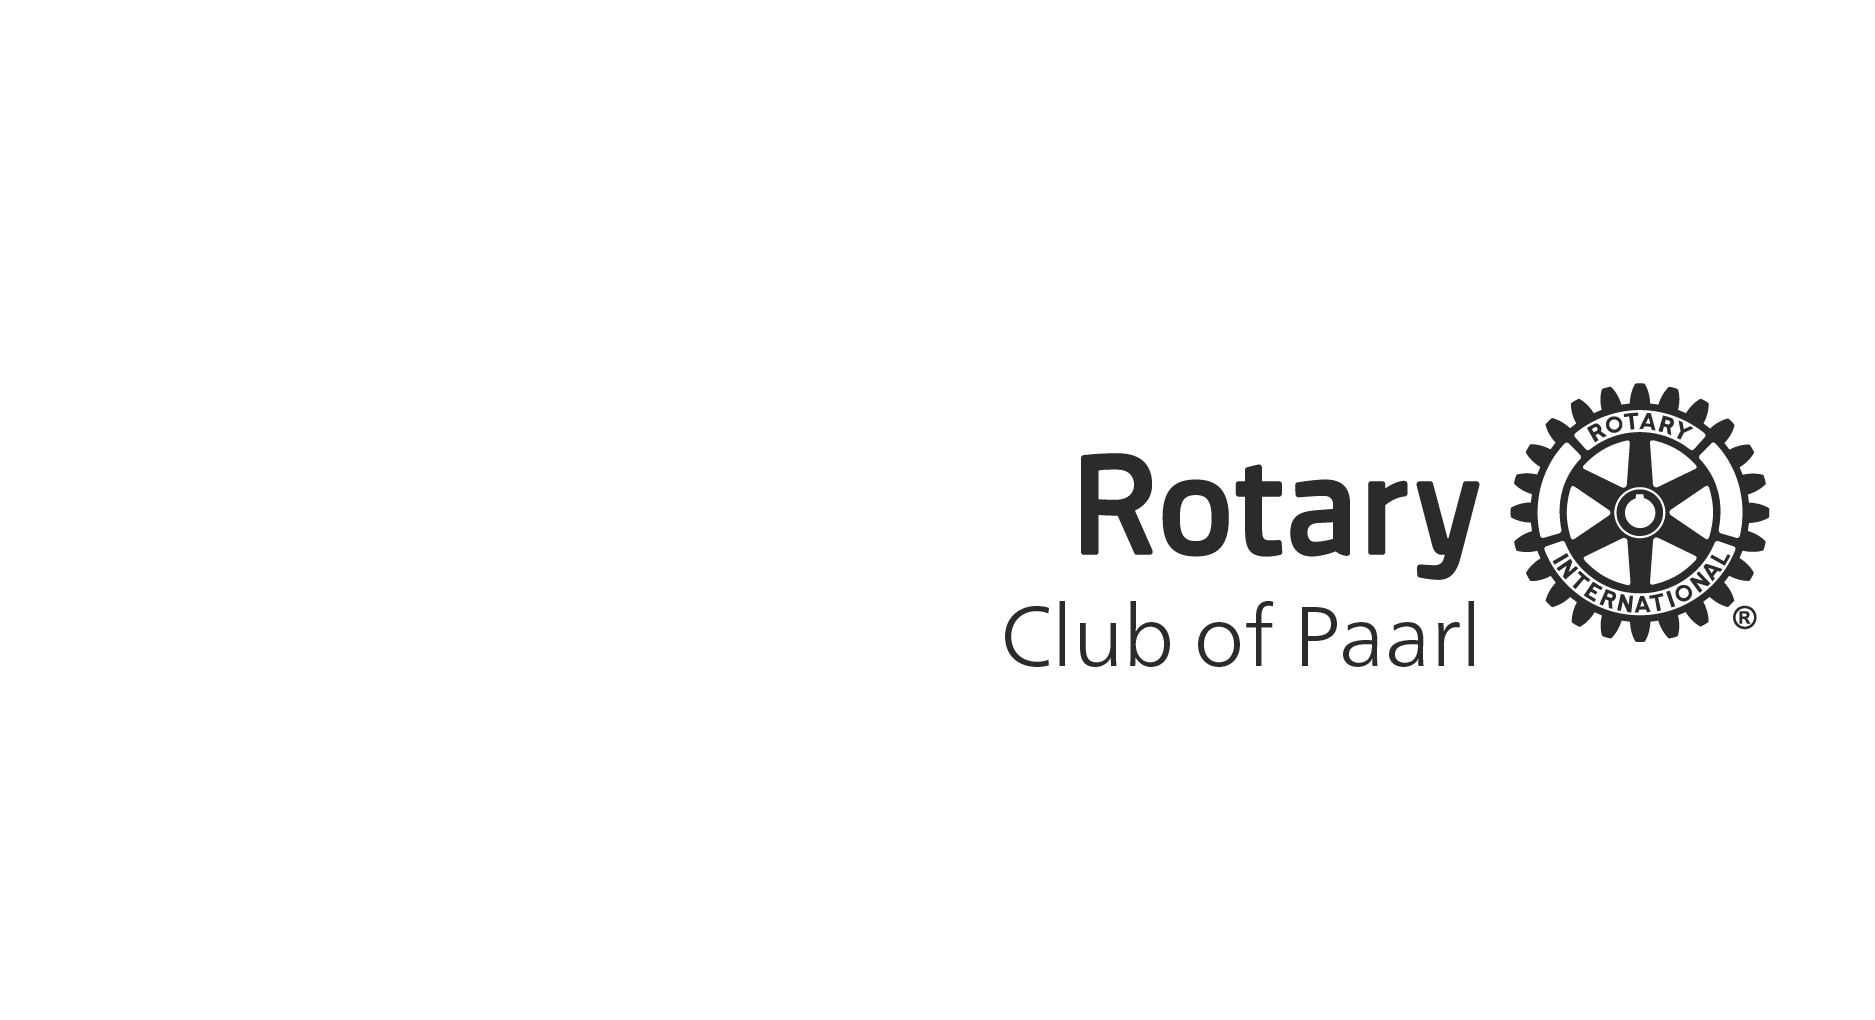 Rotary
Club of Paarl
ROTARY
INTERNATIONAL
®